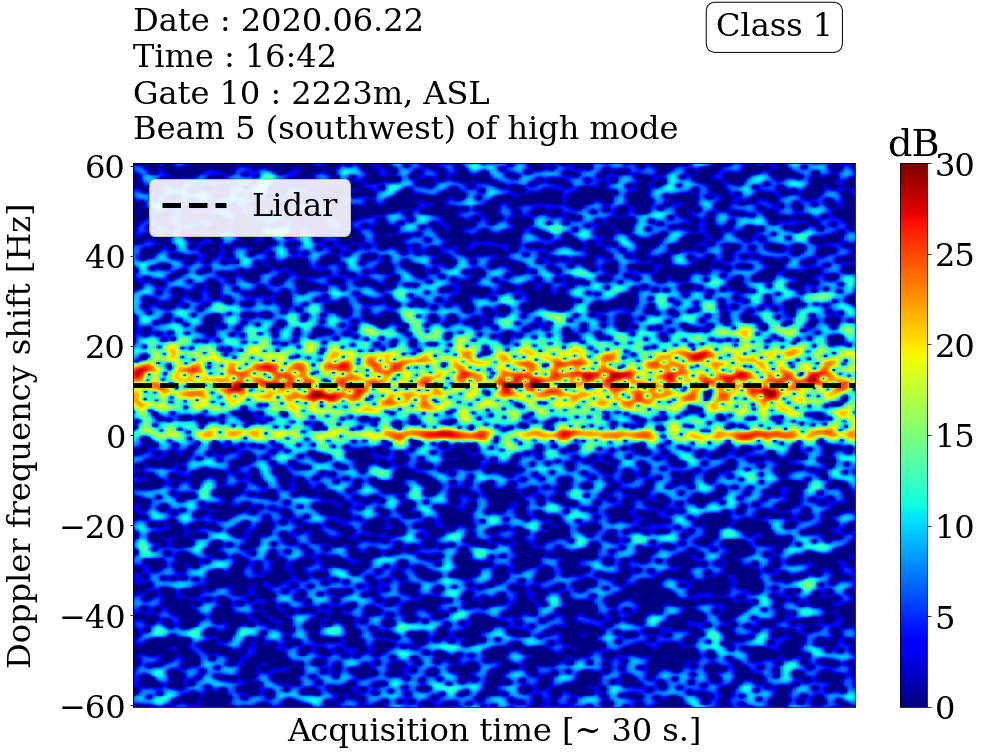 Date : 2020.06.22
Time : 16:42
Gate 10 : 2223m, ASL
Beam 5 (southwest) of high mode
Class 1
dB
Lidar
Doppler frequency shift [Hz]
60
40
20
0
−20
−40
−60
30
25
20
15
10
5
0
Acquisition time [~ 30 s.]